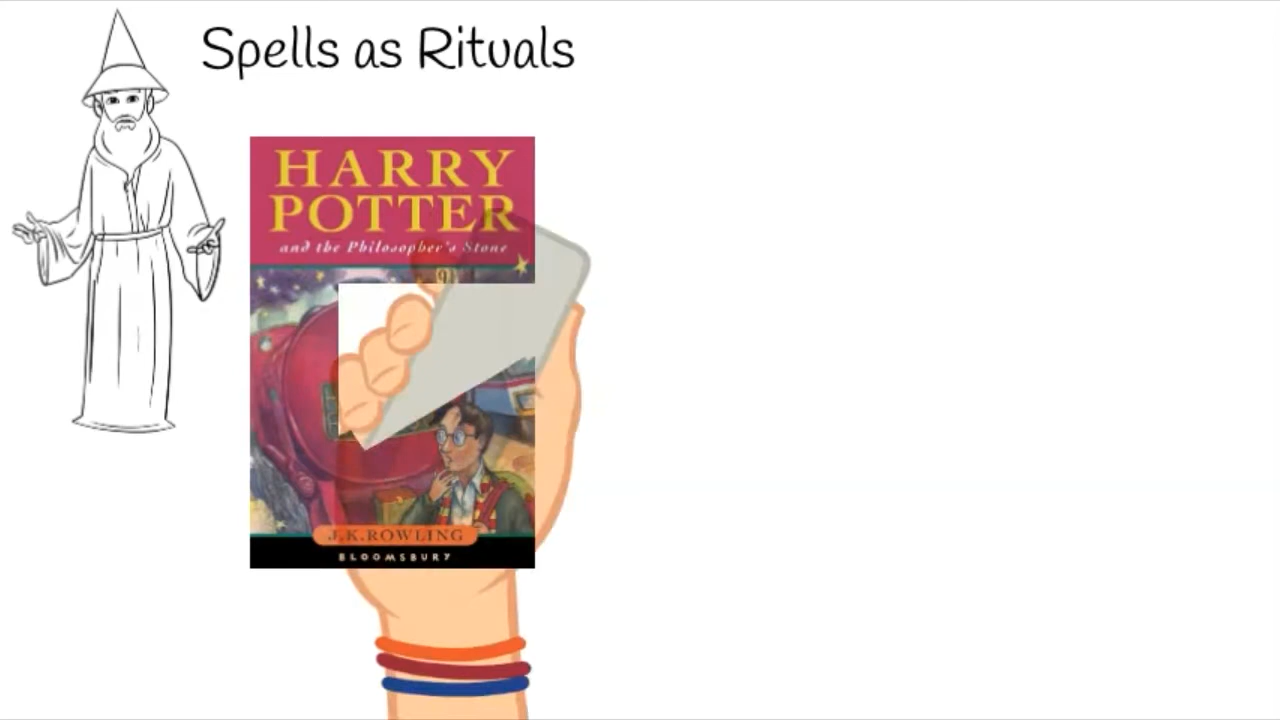 Spells as Rituals
HARRY
POTTER
and the Philosopher's Stone
J.K.ROWLING
BLOOMSBURY